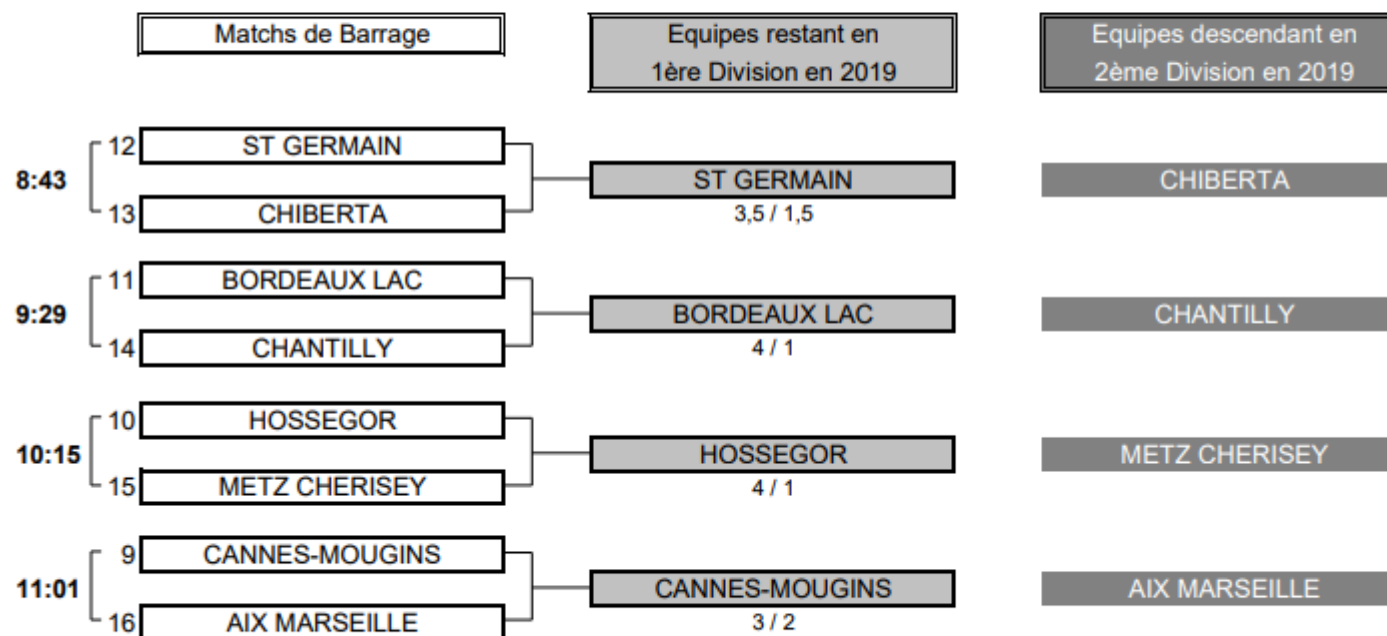 Matchs de Barrage
Equipes restant en
1ère Division en 2019
Equipes descendant en
2ème Division en 2019
8:43
12 ST GERMAIN
13 CHIBERTA
ST GERMAIN
3,5 / 1,5
CHIBERTA
9:29
11 BORDEAUX LAC
14 CHANTILLY
BORDEAUX LAC
4 / 1
CHANTILLY
10:15
10 HOSSEGOR
15 METZ CHERISEY
HOSSEGOR
4 / 1
METZ CHERISEY
11:01
9 CANNES-MOUGINS
16 AIX MARSEILLE
CANNES-MOUGINS
3 / 2
AIX MARSEILLE